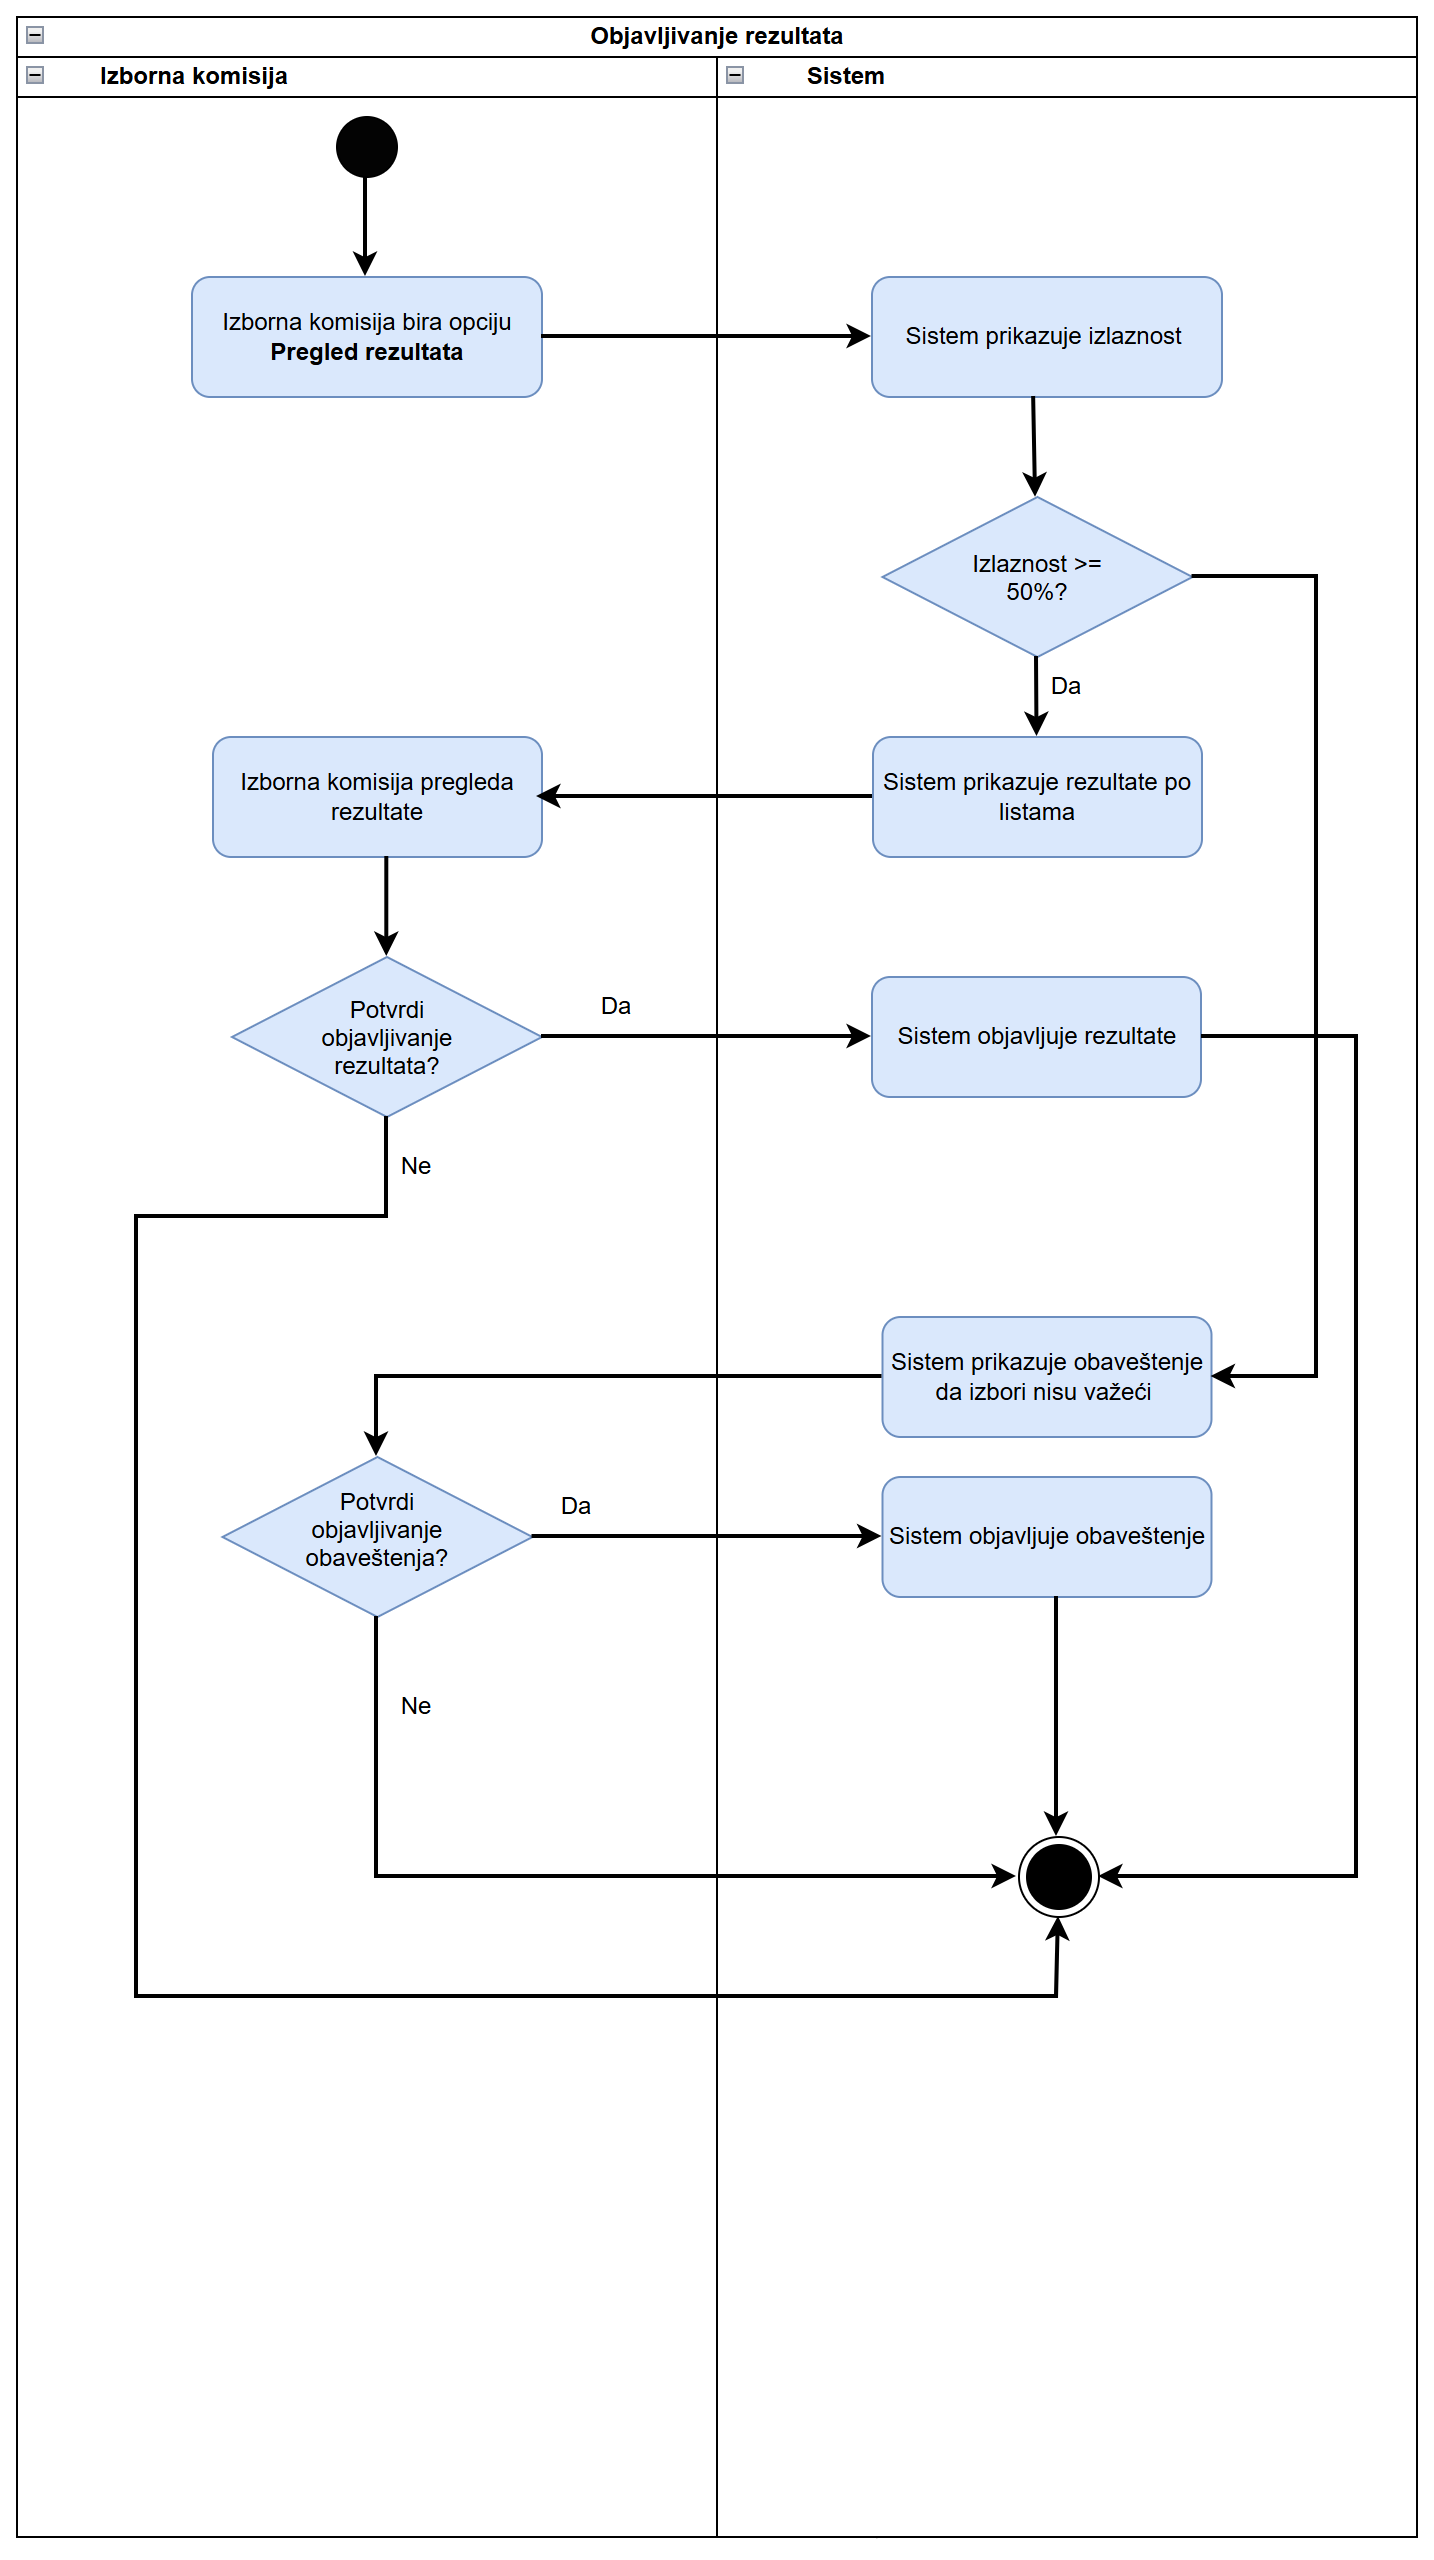 Objavljivanje rezultata
Izborna komisija
Sistem
Izborna komisija bira opciju
Pregled rezultata
Sistem prikazuje izlaznost
Izlaznost >=
50%?
Da
Izborna komisija pregleda
rezultate
Sistem prikazuje rezultate po
listama
Potvrdi
objavljivanje
rezultata?
Da
Sistem objavljuje rezultate
Ne
Sistem prikazuje obaveštenje
da izbori nisu važeći
Potvrdi
objavljivanje
obaveštenja?
Da
Sistem objavljuje obaveštenje
Ne